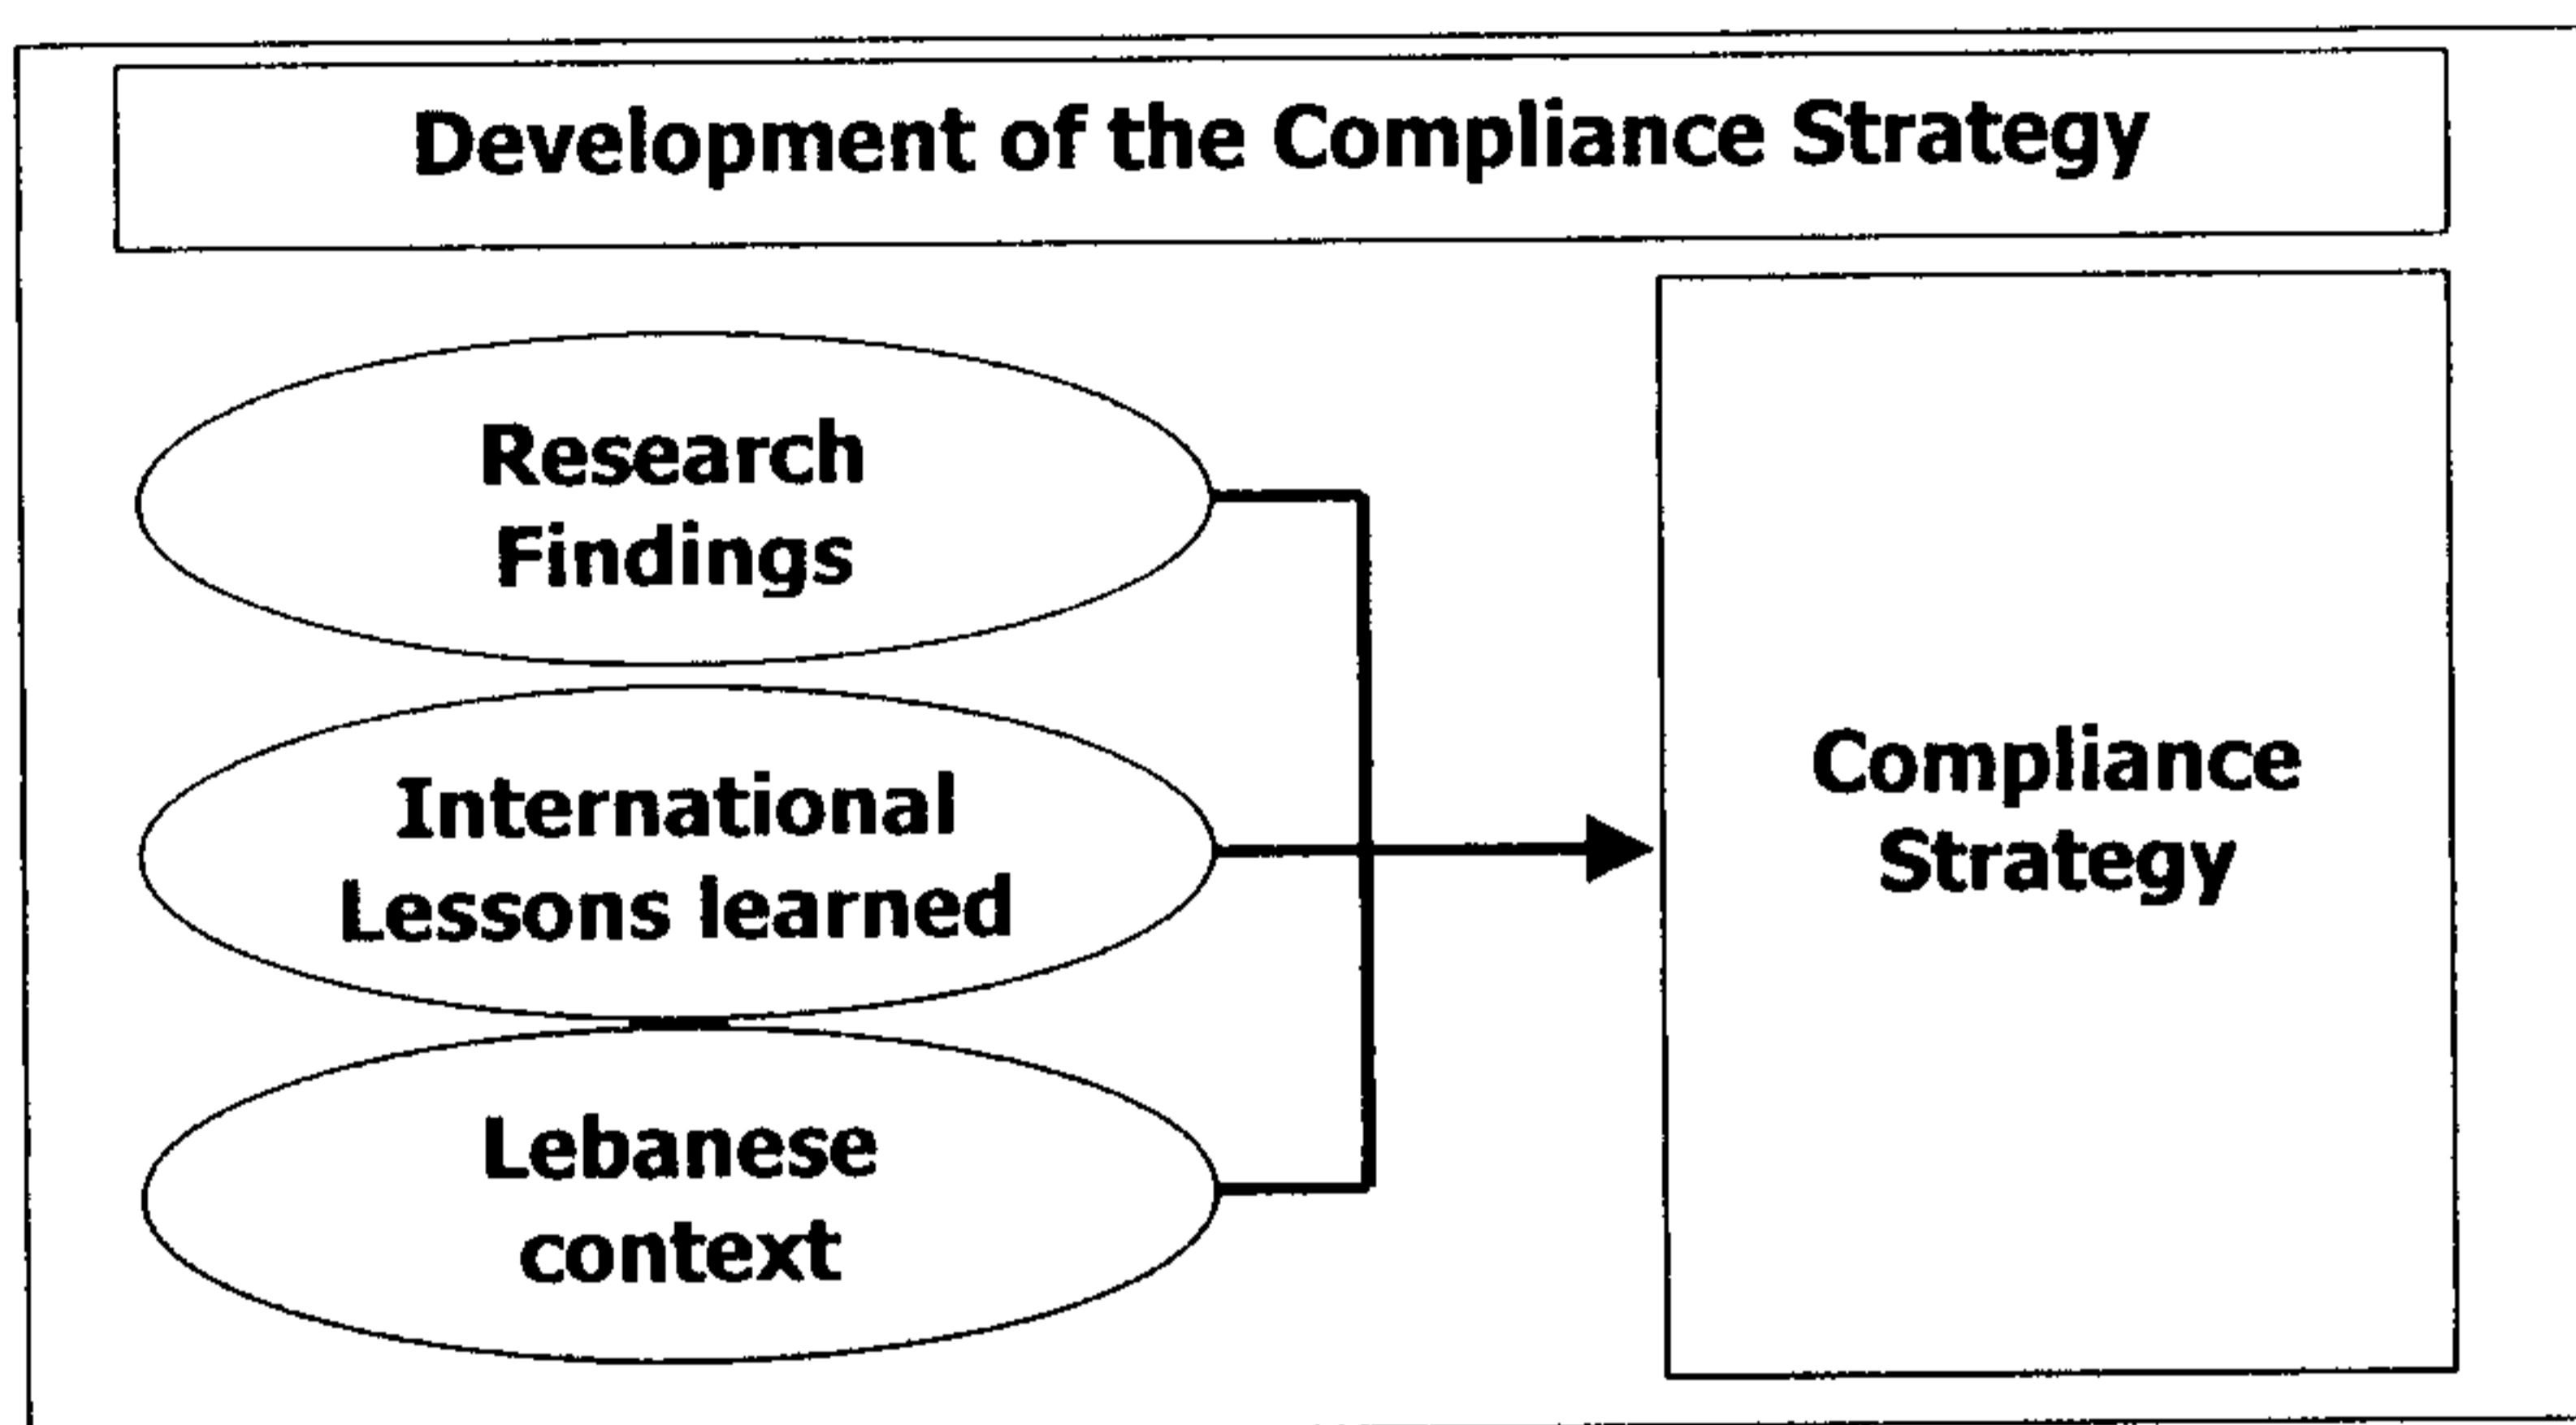 Development of the Compliance Strategy
Research
Findings
International
Lessons learned
Lebanese
context
Compliance
Strategy